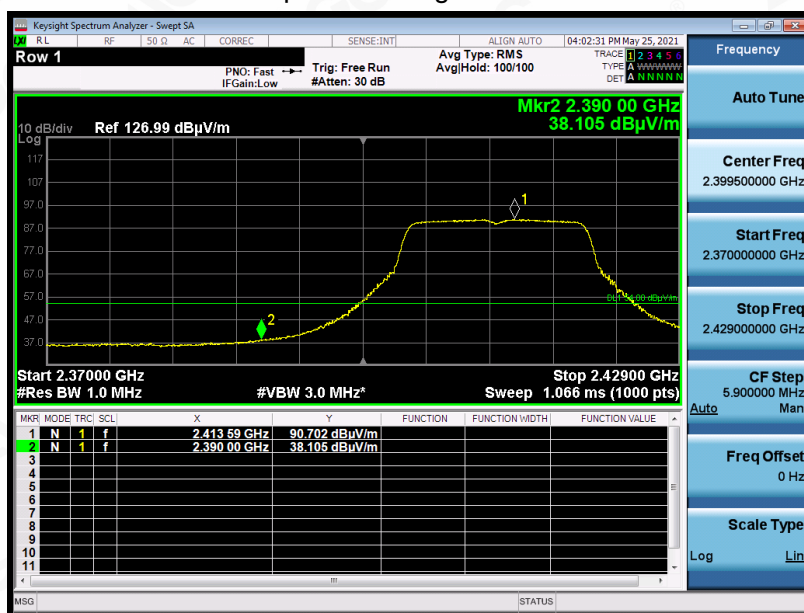 Keysight Spectrum Analyzer - Swept SA
LXI RL RF 50 Ω AC CORREC SENSE:INT ALIGN AUTO 04:02:31 PM May 25, 2021
Row 1
PNO: Fast
IFGain:Low
Trig: Free Run
#Atten: 30 dB
Avg Type: RMS
Avg|Hold: 100/100
TRACE 1 2 3 4 5 6
TYPE A WWWWW
DET A N N N N N
Mkr2 2.390 00 GHz
38.105 dBµV/m
10 dB/div Ref 126.99 dBµV/m
Log
117
107
97.0
87.0
77.0
67.0
57.0
47.0
37.0
1
2
Start 2.37000 GHz Stop 2.42900 GHz
#Res BW 1.0 MHz #VBW 3.0 MHz* Sweep 1.066 ms (1000 pts)
MKR MODE TRC SCL X Y FUNCTION FUNCTION WIDTH FUNCTION VALUE
1 N 1 f 2.413 59 GHz 90.702 dBµV/m
2 N 1 f 2.390 00 GHz 38.105 dBµV/m
3
4
5
6
7
8
9
10
11
MSG STATUS
Frequency
Auto Tune
Center Freq
2.399500000 GHz
Start Freq
2.370000000 GHz
Stop Freq
2.429000000 GHz
CF Step
5.900000 MHz
Auto Man
Freq Offset
0 Hz
Scale Type
Log Lin